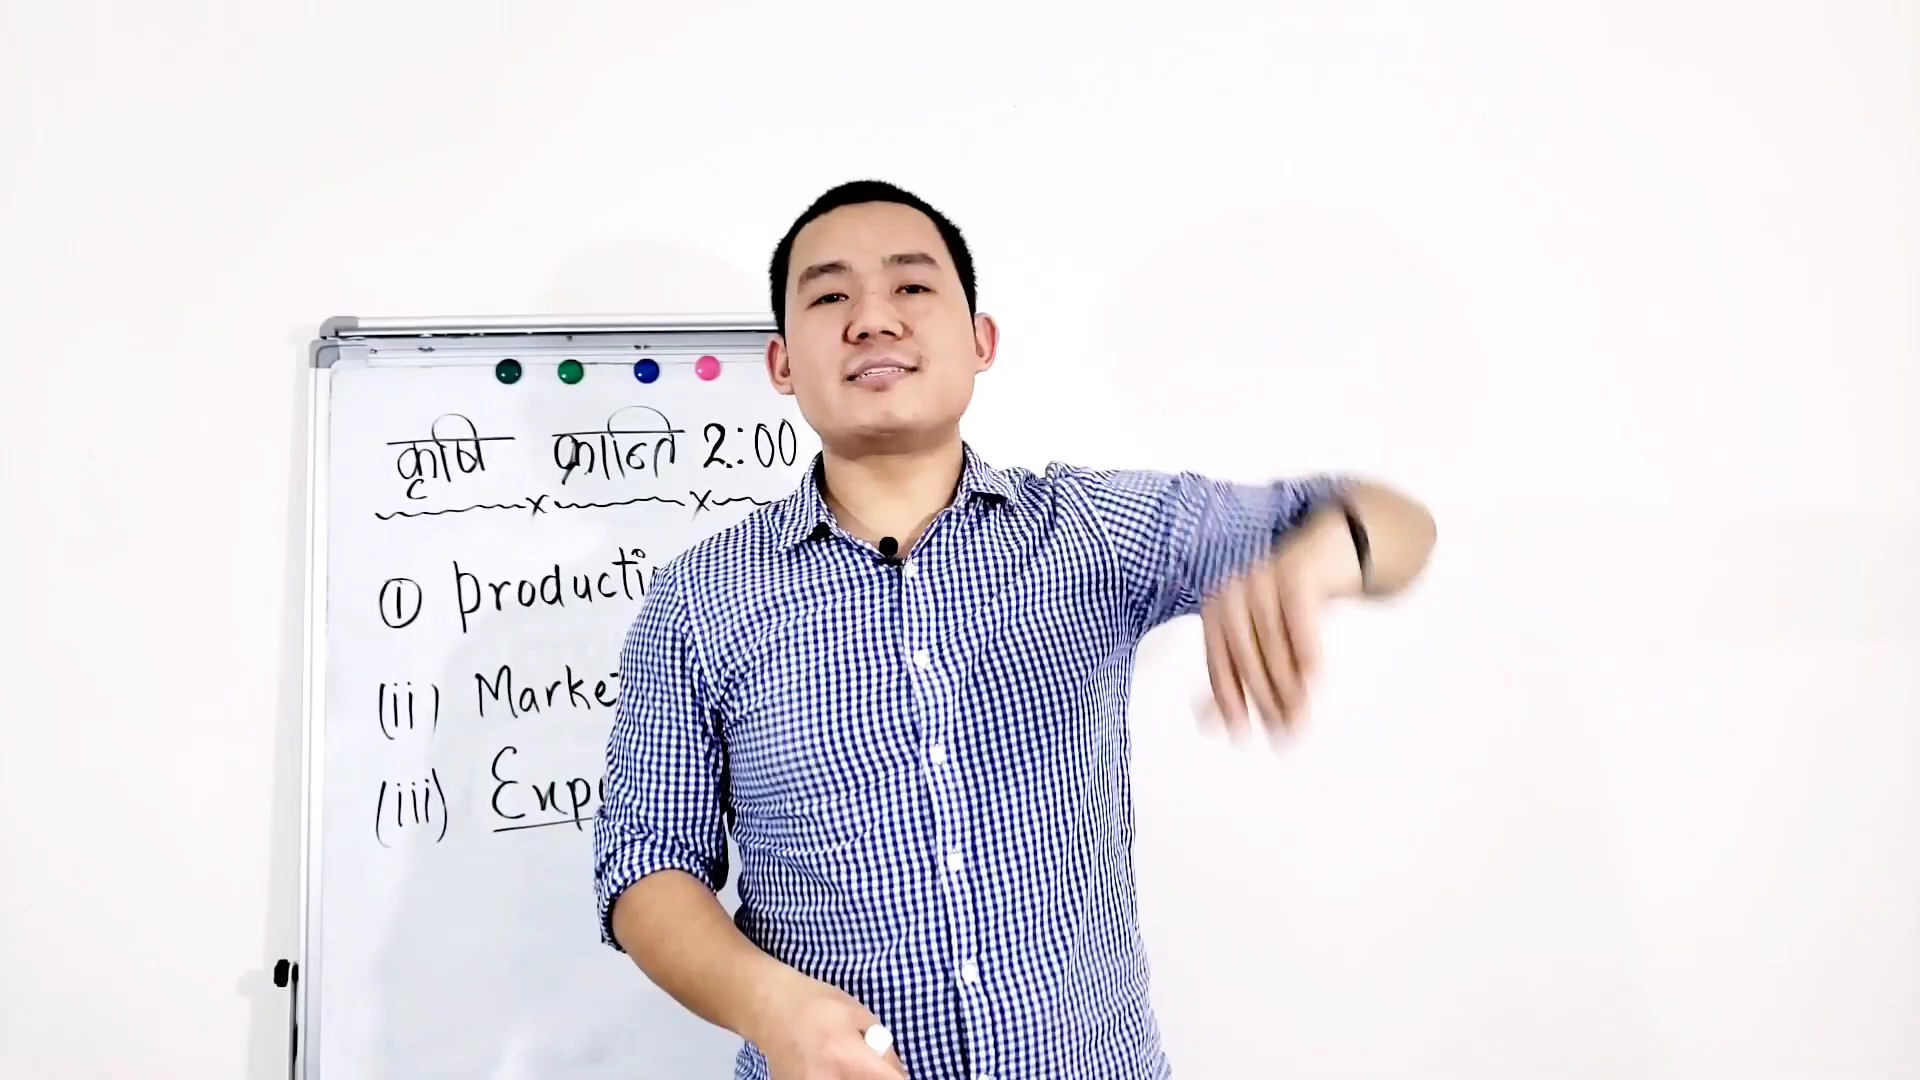 कृषि क्रान्ति 2:00
① producti
(ii) Marke
(iii) Exp